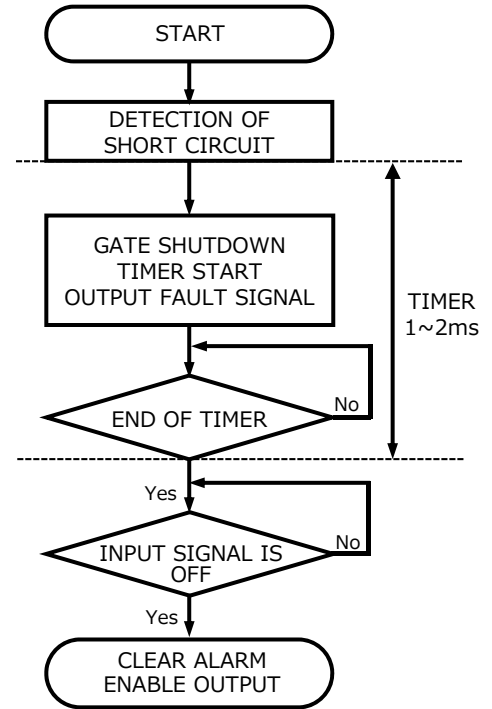 START
DETECTION OF
SHORT CIRCUIT
GATE SHUTDOWN
TIMER START
OUTPUT FAULT SIGNAL
TIMER
1~2ms
No
END OF TIMER
Yes
No
INPUT SIGNAL IS
OFF
Yes
CLEAR ALARM
ENABLE OUTPUT